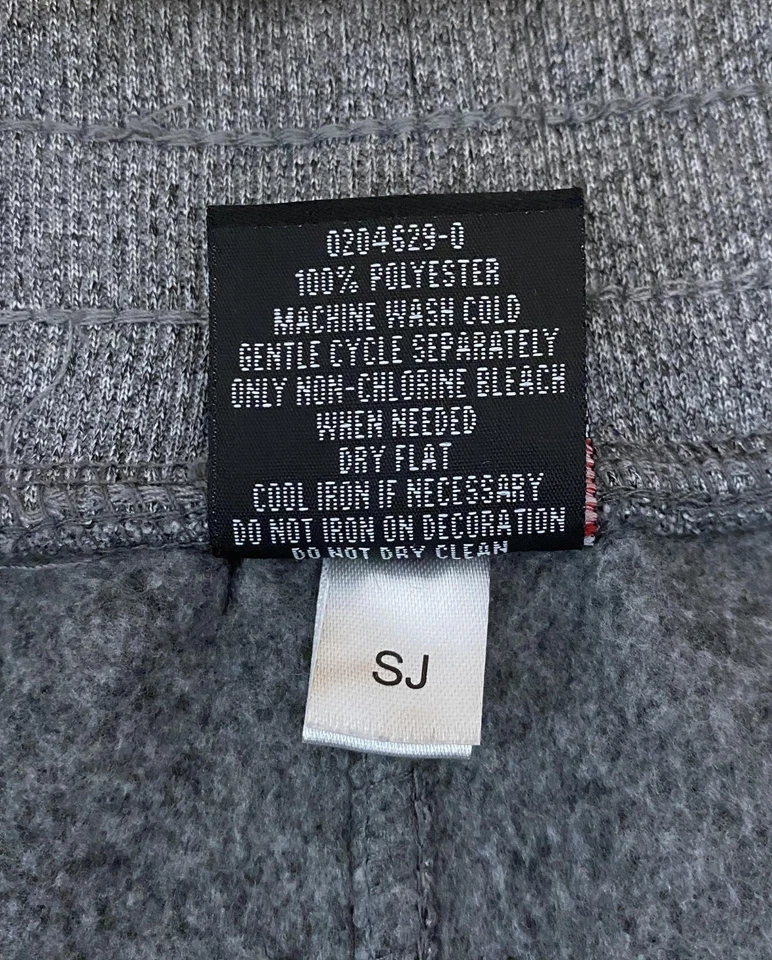 0204629-0
100% POLYESTER
MACHINE WASH COLD
GENTLE CYCLE SEPARATELY
ONLY NON-CHLORINE BLEACH
WHEN NEEDED
DRY FLAT
COOL IRON IF NECESSARY
DO NOT IRON ON DECORATION
DO NOT DRY CLEAN
SJ